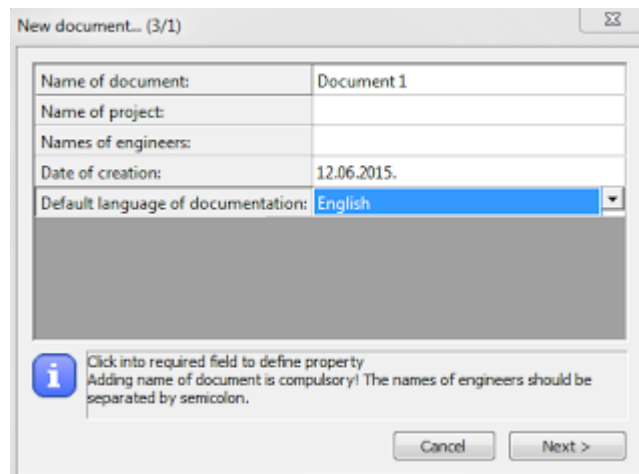 New document... (3/1)
Name of document: Document 1
Name of project:
Names of engineers:
Date of creation: 12.06.2015.
Default language of documentation: English
Click into required field to define property
Adding name of document is compulsory! The names of engineers should be
separated by semicolon.
Cancel Next >